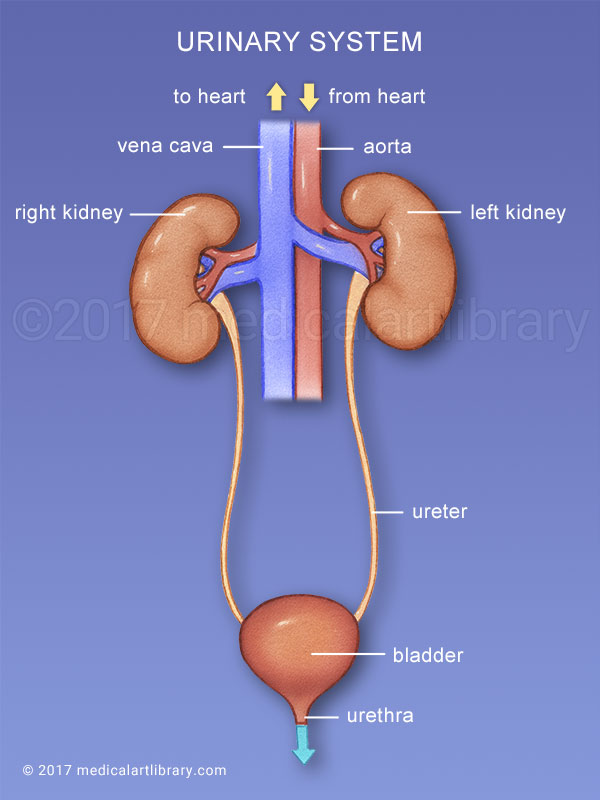 URINARY SYSTEM
to heart from heart
vena cava aorta
right kidney left kidney
©2017 medicalartlibrary
ureter
bladder
urethra
© 2017 medicalartlibrary.com